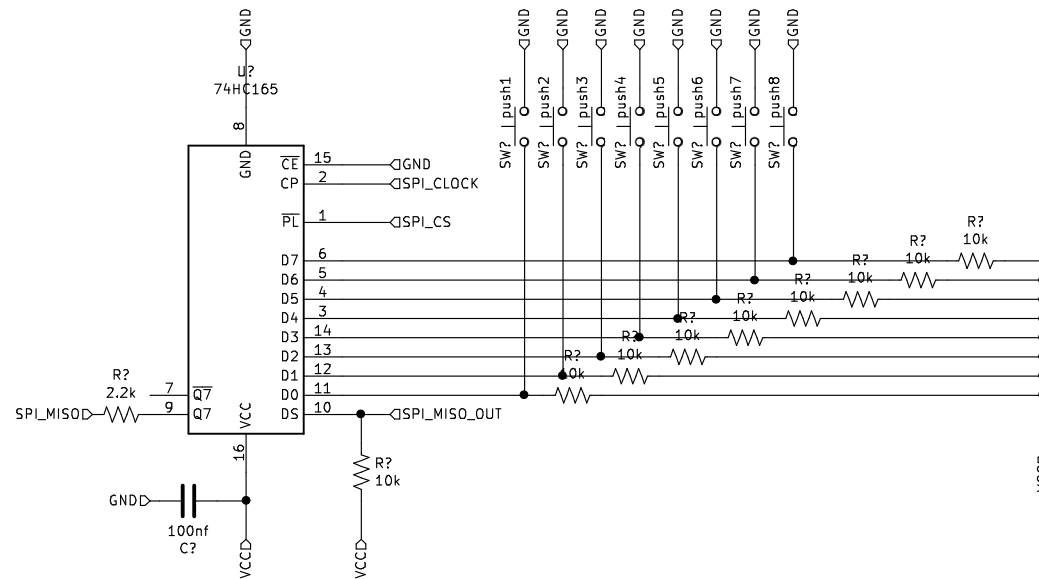 GND
GND
GND
GND
GND
GND
GND
GND
GND
U?
74HC165
8
GND
SW? push1
SW? push2
SW? push3
SW? push4
SW? push5
SW? push6
SW? push7
SW? push8
CE 15 GND
CP 2 SPI_CLOCK
PL 1 SPI_CS
R?
10k
D7 6
R?
10k
D6 5
R?
10k
D5 4
R?
10k
D4 3
R?
10k
D3 14
R?
10k
D2 13
R?
10k
D1 12
R?
D0 11
R?
2.2k
7 Q7
SPI_MISO 9 Q7
VCC
16
DS 10 SPI_MISO_OUT
R?
10k
GND
100nf
C?
VCC
VCC